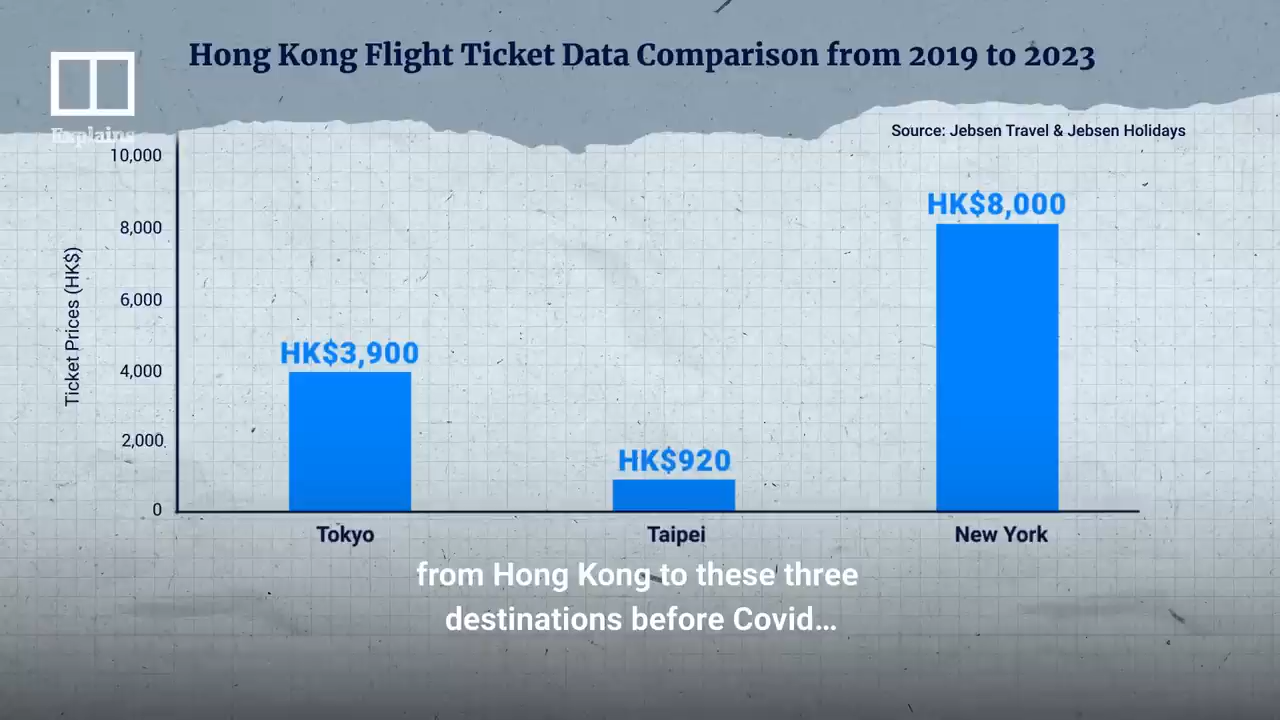 Hong Kong Flight Ticket Data Comparison from 2019 to 2023
Explains
Source: Jebsen Travel & Jebsen Holidays
Ticket Prices (HK$)
10,000
8,000
6,000
4,000
2,000
0
HK$3,900
HK$920
HK$8,000
Tokyo
Taipei
New York
from Hong Kong to these three
destinations before Covid...